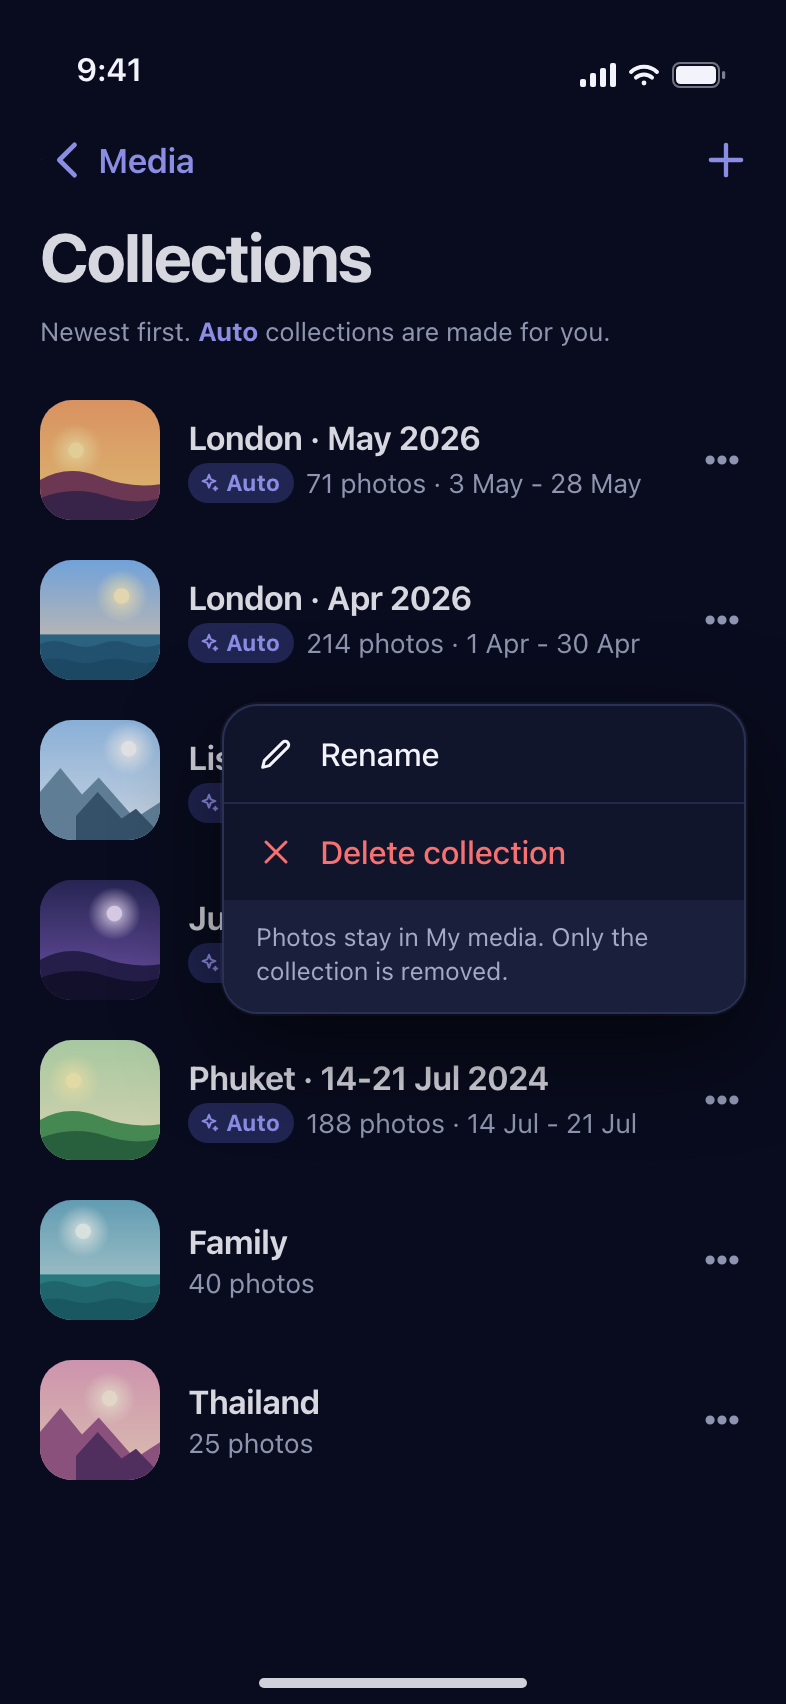 9:41
Media
Collections
Newest first. Auto collections are made for you.
London · May 2026
Auto 71 photos · 3 May - 28 May
London · Apr 2026
Auto 214 photos · 1 Apr - 30 Apr
Rename
Delete collection
Photos stay in My media. Only the
collection is removed.
Phuket · 14-21 Jul 2024
Auto 188 photos · 14 Jul - 21 Jul
Family
40 photos
Thailand
25 photos